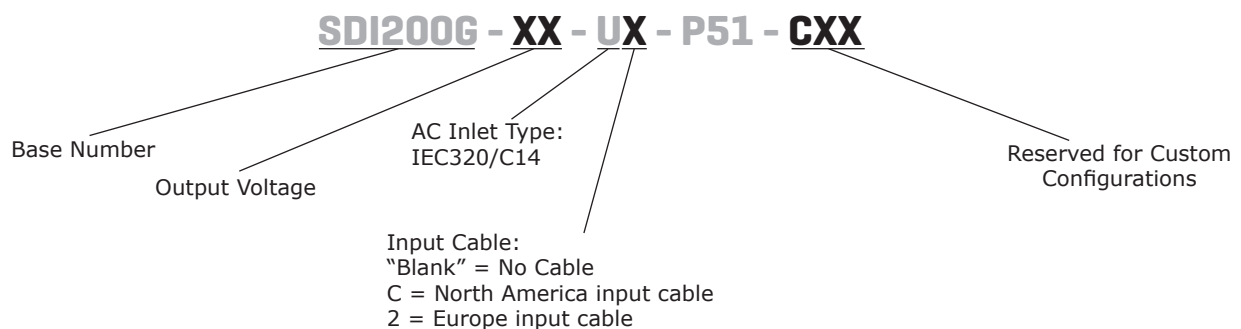 SDI200G - XX - UX - P51 - CXX
Base Number
Output Voltage
AC Inlet Type:
IEC320/C14
Input Cable:
“Blank” = No Cable
C = North America input cable
2 = Europe input cable
Reserved for Custom
Configurations